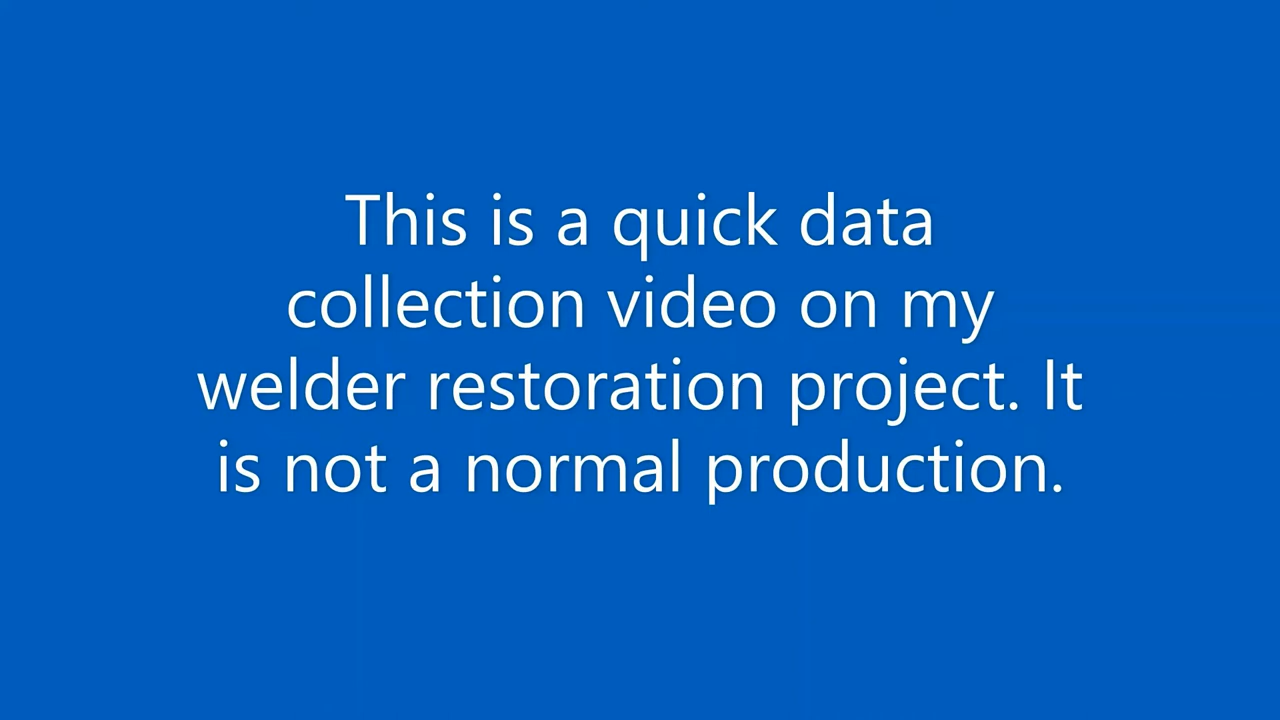 This is a quick data
collection video on my
welder restoration project. It
is not a normal production.